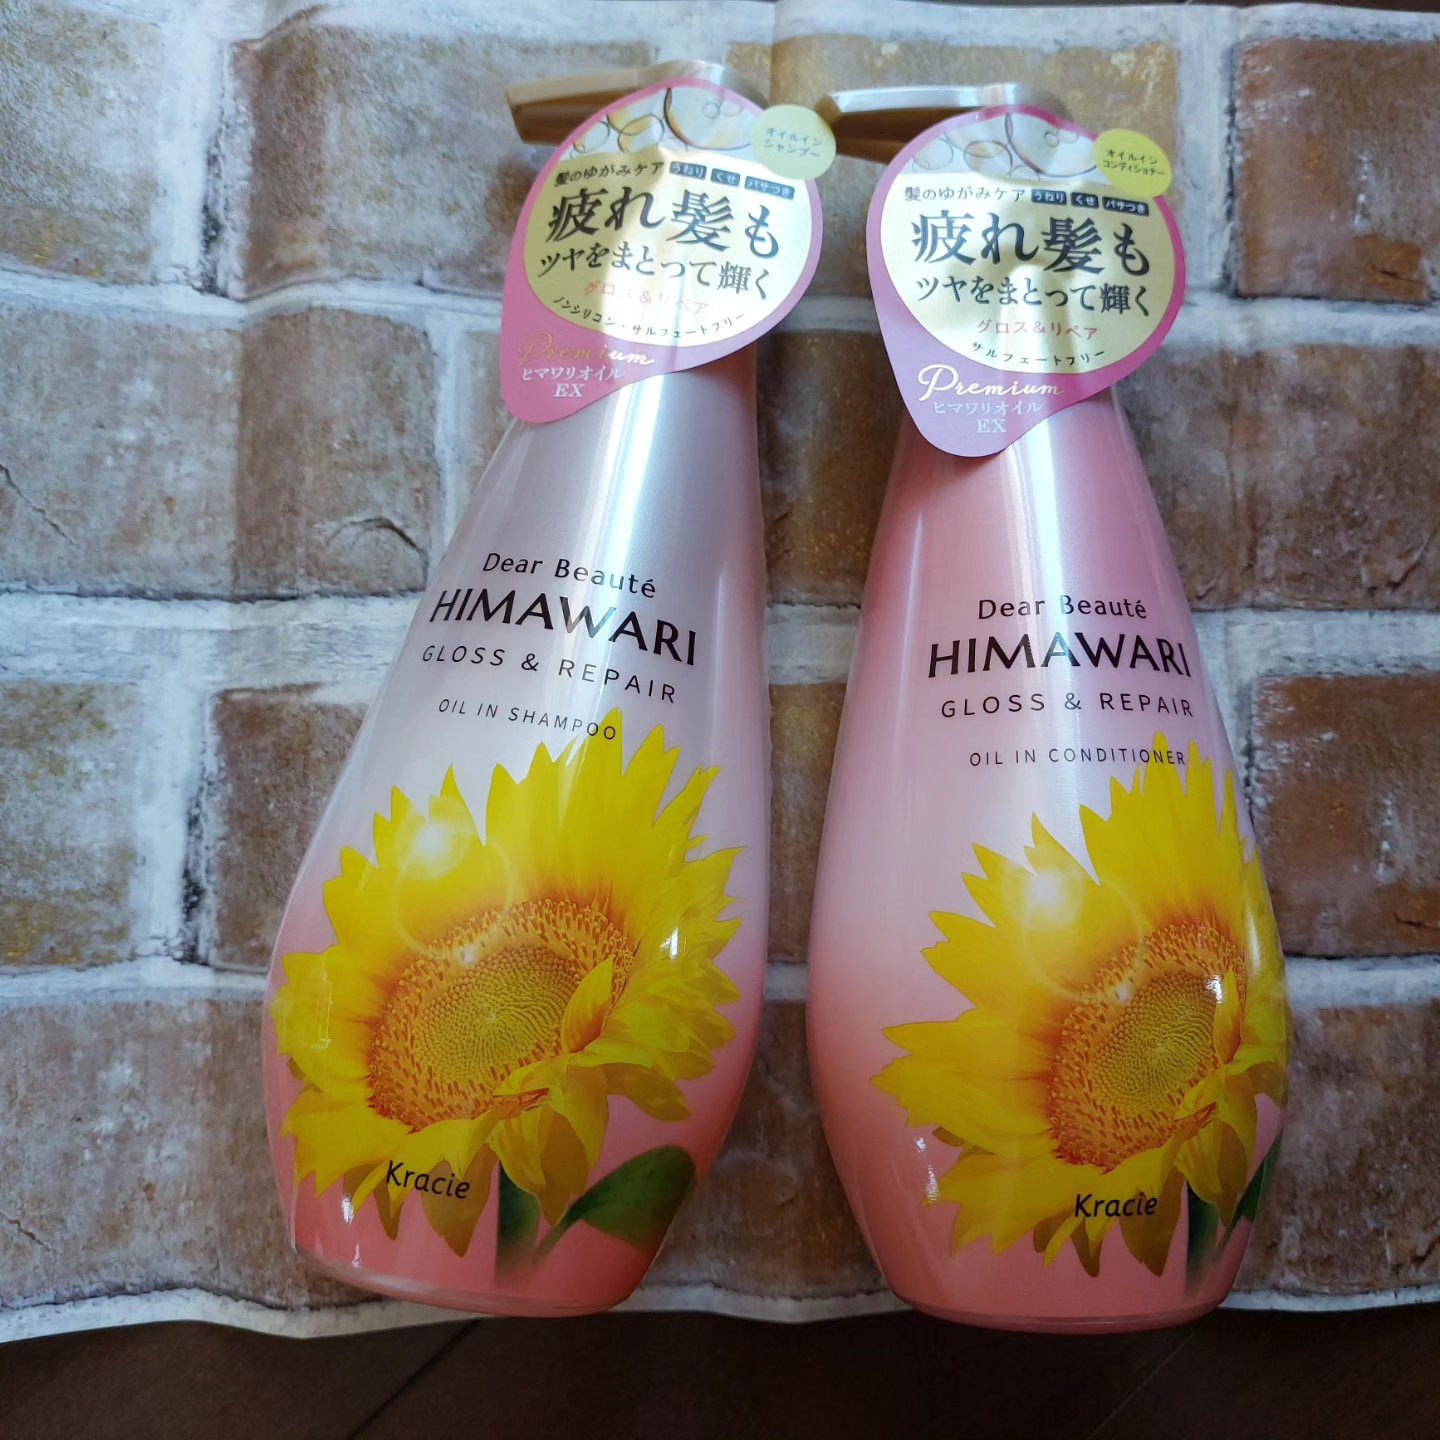 オイルイン
シャンプー
髪のゆがみケア うねり くせ パサつき
疲れ髪も
ツヤをまとって輝く
グロス&リペア
ノンシリコン・サルフェートフリー
Premium
ヒマワリオイル
EX
Dear Beauté
HIMAWARI
GLOSS & REPAIR
OIL IN SHAMPOO
Kracie
オイルイン
コンディショナー
髪のゆがみケア うねり くせ パサつき
疲れ髪も
ツヤをまとって輝く
グロス&リペア
サルフェートフリー
Premium
ヒマワリオイル
EX
Dear Beauté
HIMAWARI
GLOSS & REPAIR
OIL IN CONDITIONER
Kracie